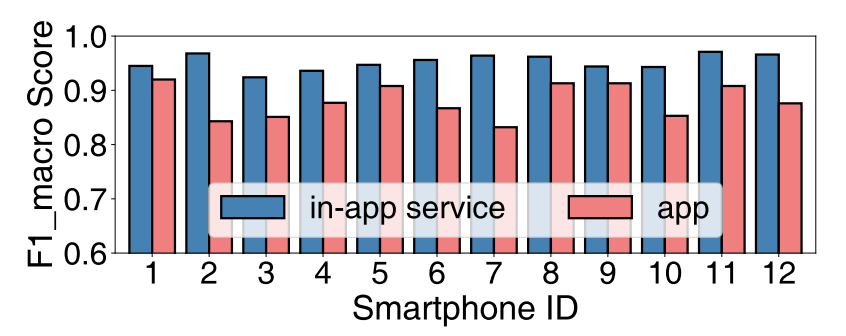 F1_macro Score
1.0
0.9
0.8
0.7
0.6
in-app service
app
1 2 3 4 5 6 7 8 9 10 11 12
Smartphone ID